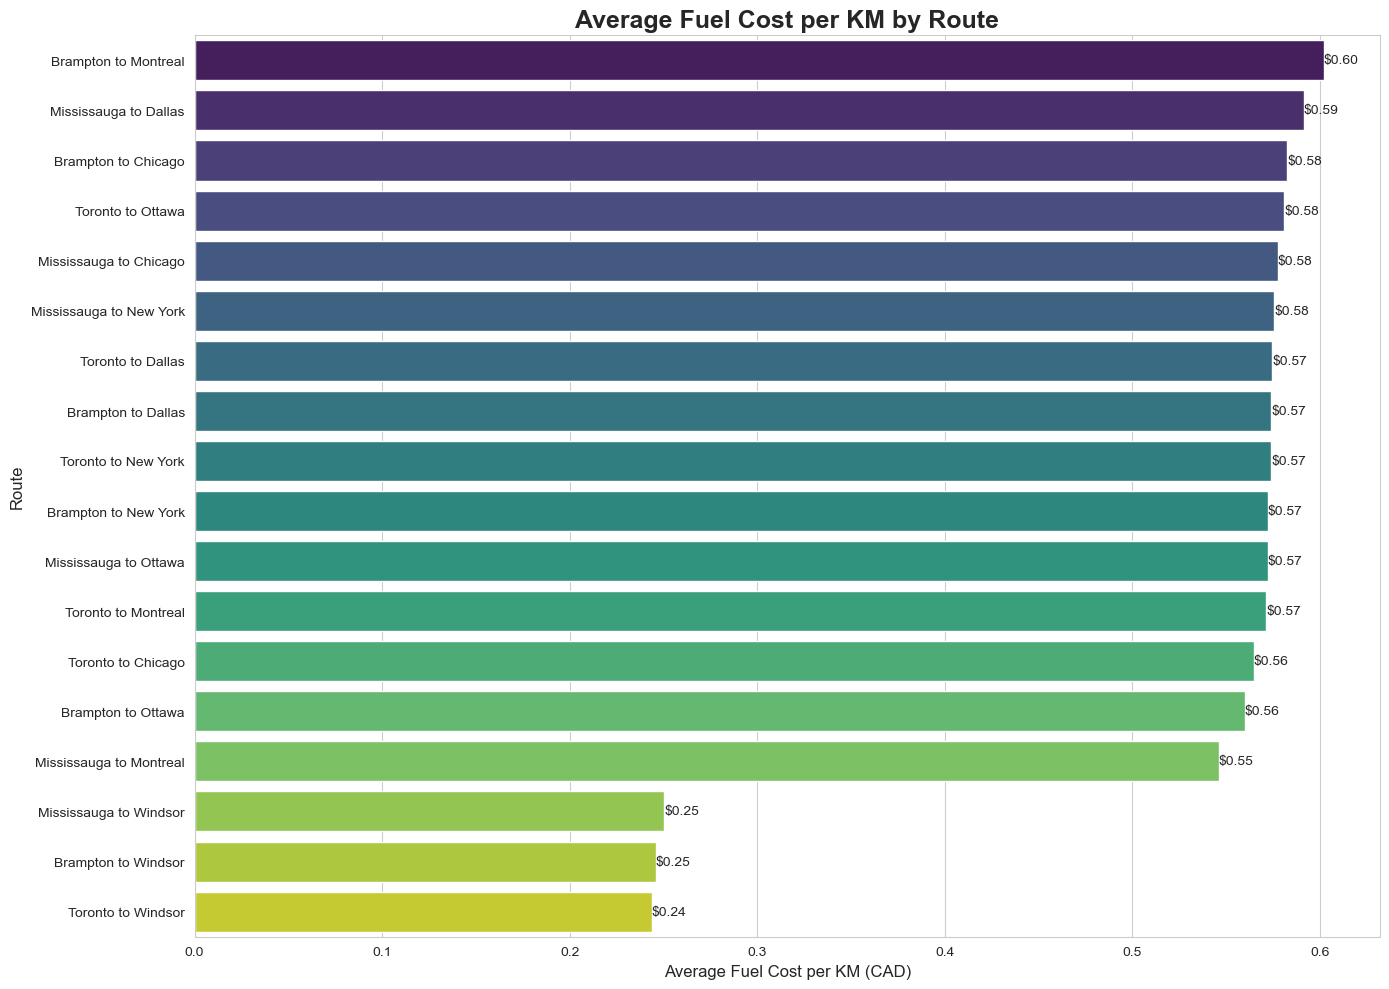 Average Fuel Cost per KM by Route
Brampton to Montreal $0.60
Mississauga to Dallas $0.59
Brampton to Chicago $0.58
Toronto to Ottawa $0.58
Mississauga to Chicago $0.58
Mississauga to New York $0.58
Toronto to Dallas $0.57
Brampton to Dallas $0.57
Toronto to New York $0.57
Brampton to New York $0.57
Mississauga to Ottawa $0.57
Toronto to Montreal $0.57
Toronto to Chicago $0.56
Brampton to Ottawa $0.56
Mississauga to Montreal $0.55
Mississauga to Windsor $0.25
Brampton to Windsor $0.25
Toronto to Windsor $0.24
Route
0.0 0.1 0.2 0.3 0.4 0.5 0.6
Average Fuel Cost per KM (CAD)